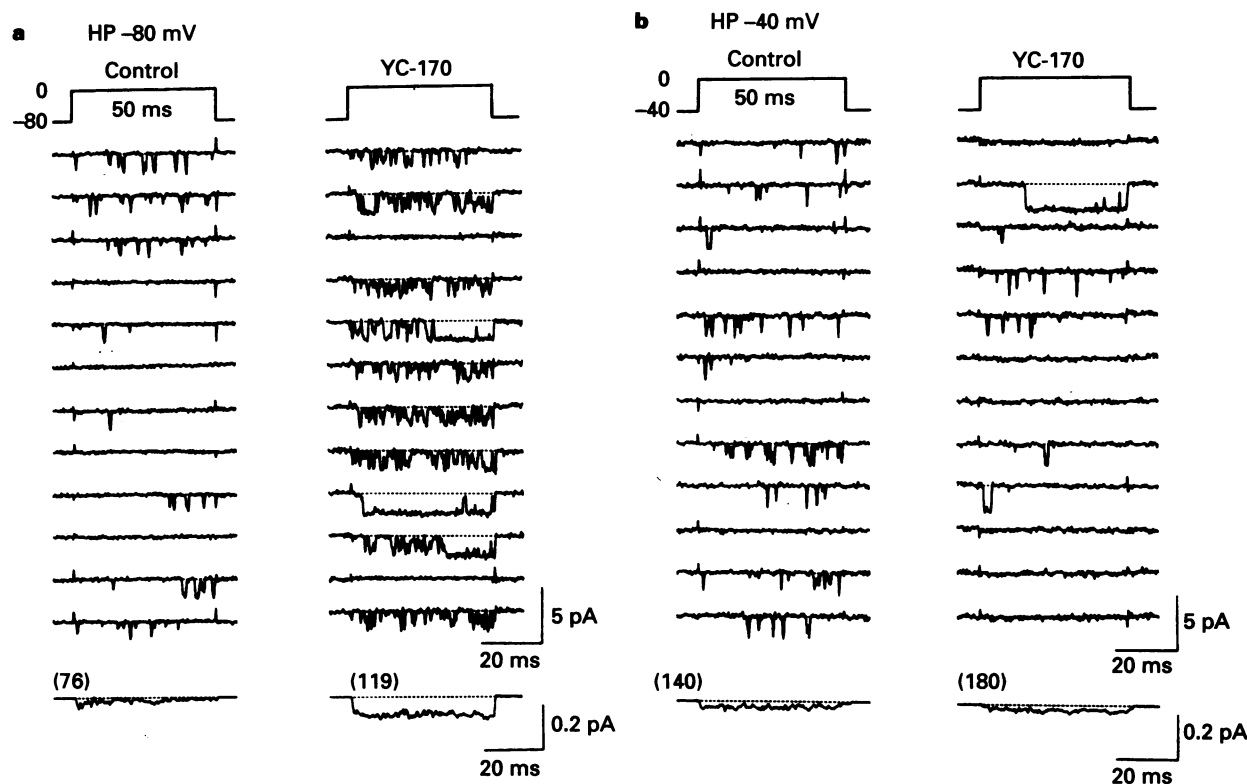 a HP –80 mV
Control
0
–80
50 ms
YC-170
5 pA
20 ms
(76)
(119)
0.2 pA
20 ms
b HP –40 mV
Control
0
–40
50 ms
YC-170
5 pA
20 ms
(140)
(180)
0.2 pA
20 ms